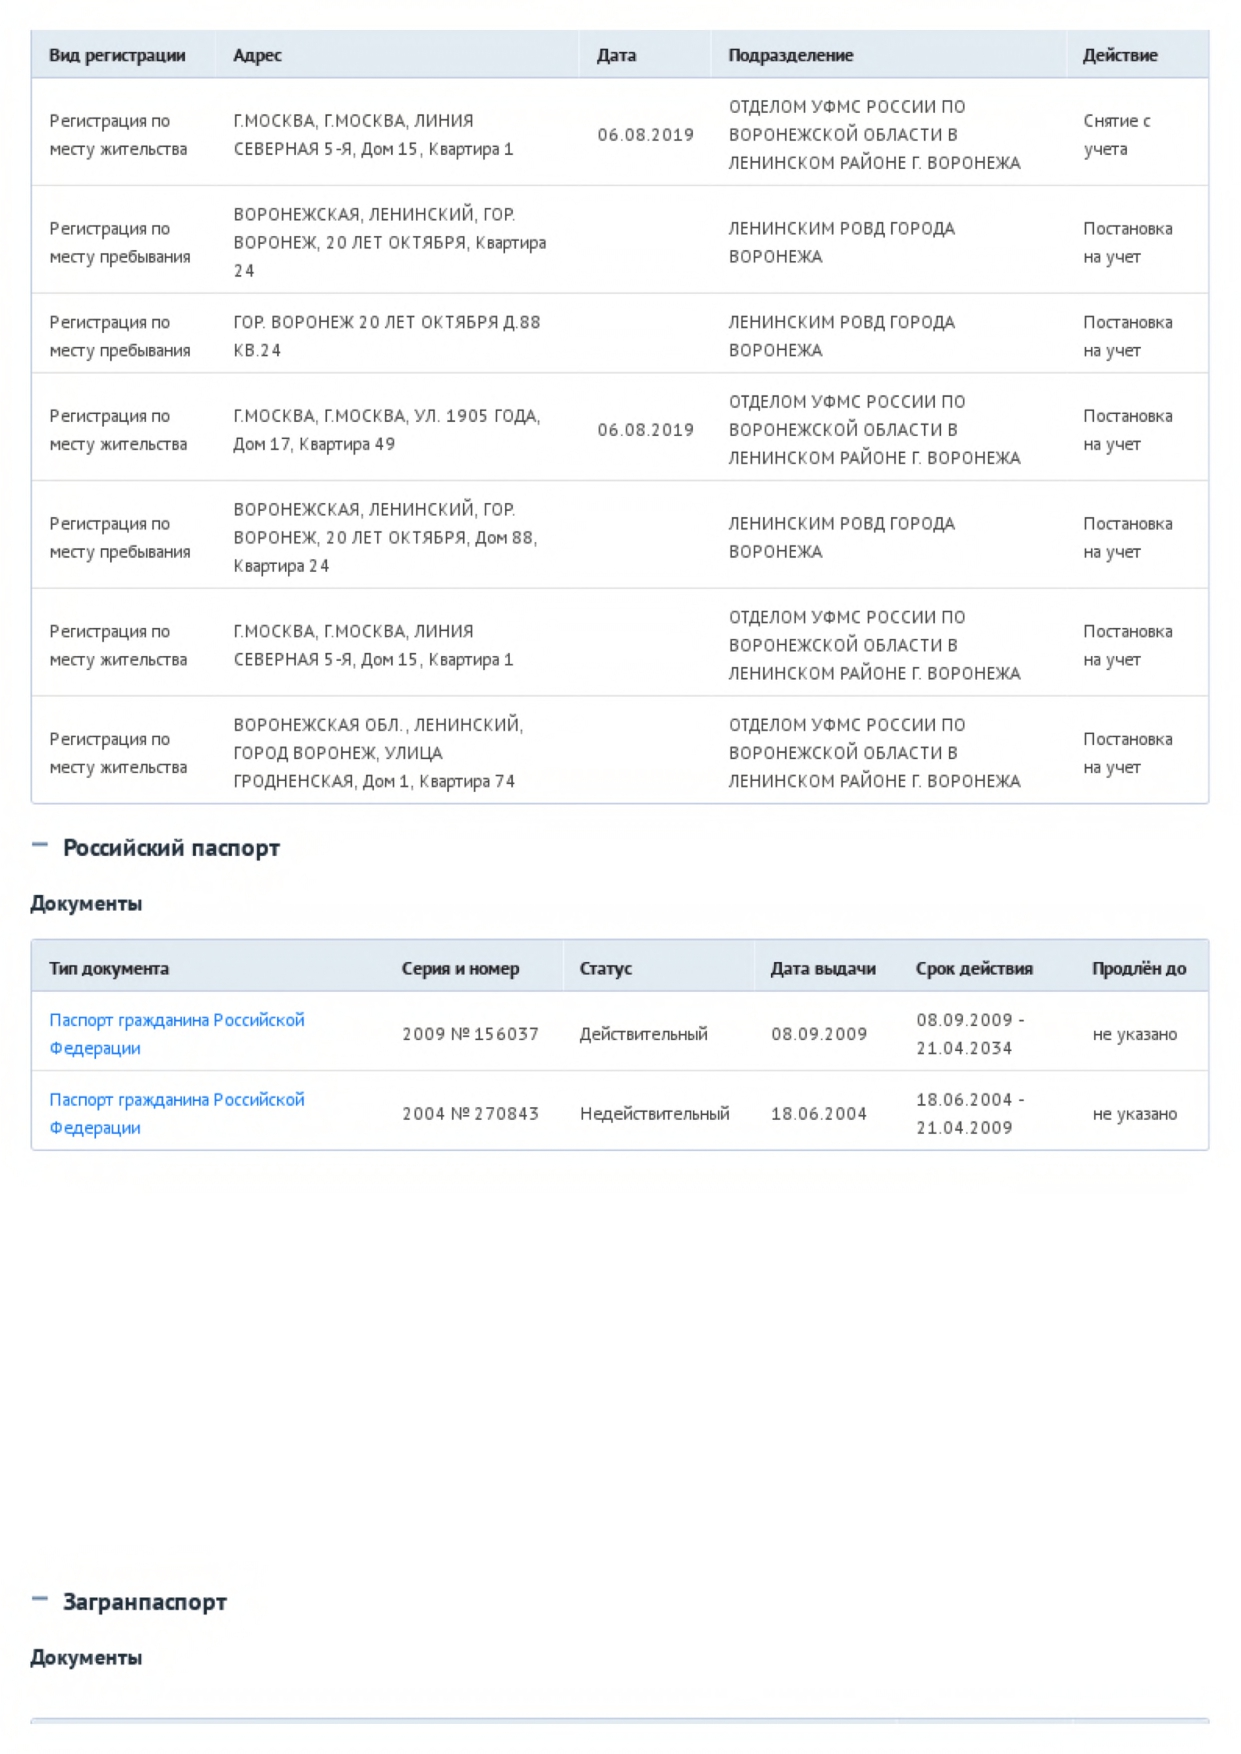 Вид регистрации Адрес Дата Подразделение Действие
Регистрация по месту жительства Г.МОСКВА, Г.МОСКВА, ЛИНИЯ СЕВЕРНАЯ 5-Я, Дом 15, Квартира 1 06.08.2019 ОТДЕЛОМ УФМС РОССИИ ПО ВОРОНЕЖСКОЙ ОБЛАСТИ В ЛЕНИНСКОМ РАЙОНЕ Г. ВОРОНЕЖА Снятие с учета
Регистрация по месту пребывания ВОРОНЕЖСКАЯ, ЛЕНИНСКИЙ, ГОР. ВОРОНЕЖ, 20 ЛЕТ ОКТЯБРЯ, Квартира 24 ЛЕНИНСКИМ РОВД ГОРОДА ВОРОНЕЖА Постановка на учет
Регистрация по месту пребывания ГОР. ВОРОНЕЖ 20 ЛЕТ ОКТЯБРЯ Д.88 КВ.24 ЛЕНИНСКИМ РОВД ГОРОДА ВОРОНЕЖА Постановка на учет
Регистрация по месту жительства Г.МОСКВА, Г.МОСКВА, УЛ. 1905 ГОДА, Дом 17, Квартира 49 06.08.2019 ОТДЕЛОМ УФМС РОССИИ ПО ВОРОНЕЖСКОЙ ОБЛАСТИ В ЛЕНИНСКОМ РАЙОНЕ Г. ВОРОНЕЖА Постановка на учет
Регистрация по месту пребывания ВОРОНЕЖСКАЯ, ЛЕНИНСКИЙ, ГОР. ВОРОНЕЖ, 20 ЛЕТ ОКТЯБРЯ, Дом 88, Квартира 24 ЛЕНИНСКИМ РОВД ГОРОДА ВОРОНЕЖА Постановка на учет
Регистрация по месту жительства Г.МОСКВА, Г.МОСКВА, ЛИНИЯ СЕВЕРНАЯ 5-Я, Дом 15, Квартира 1 ОТДЕЛОМ УФМС РОССИИ ПО ВОРОНЕЖСКОЙ ОБЛАСТИ В ЛЕНИНСКОМ РАЙОНЕ Г. ВОРОНЕЖА Постановка на учет
Регистрация по месту жительства ВОРОНЕЖСКАЯ ОБЛ., ЛЕНИНСКИЙ, ГОРОД ВОРОНЕЖ, УЛИЦА ГРОДНЕНСКАЯ, Дом 1, Квартира 74 ОТДЕЛОМ УФМС РОССИИ ПО ВОРОНЕЖСКОЙ ОБЛАСТИ В ЛЕНИНСКОМ РАЙОНЕ Г. ВОРОНЕЖА Постановка на учет
Российский паспорт
Документы
Тип документа Серия и номер Статус Дата выдачи Срок действия Продлён до
Паспорт гражданина Российской Федерации 2009 № 156037 Действительный 08.09.2009 08.09.2009 - 21.04.2034 не указано
Паспорт гражданина Российской Федерации 2004 № 270843 Недействительный 18.06.2004 18.06.2004 - 21.04.2009 не указано
Загранпаспорт
Документы